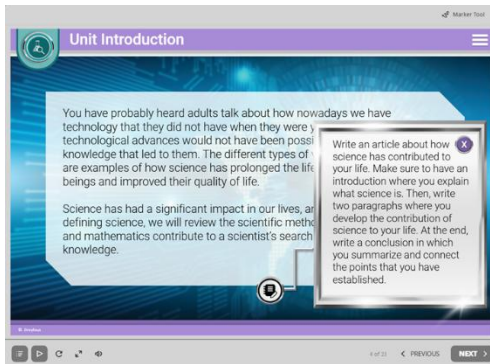 Marker Tool
Unit Introduction
You have probably heard adults talk about how nowadays we have
technology that they did not have when they were y
technological advances would not have been possi
knowledge that led to them. The different types of
are examples of how science has prolonged the life
beings and improved their quality of life.
Science has had a significant impact in our lives, ar
defining science, we will review the scientific metho
and mathematics contribute to a scientist's search
knowledge.
X
Write an article about how
science has contributed to
your life. Make sure to have an
introduction where you explain
what science is. Then, write
two paragraphs where you
develop the contribution of
science to your life. At the end,
write a conclusion in which
you summarize and connect
the points that you have
established.
PREVIOUS
NEXT